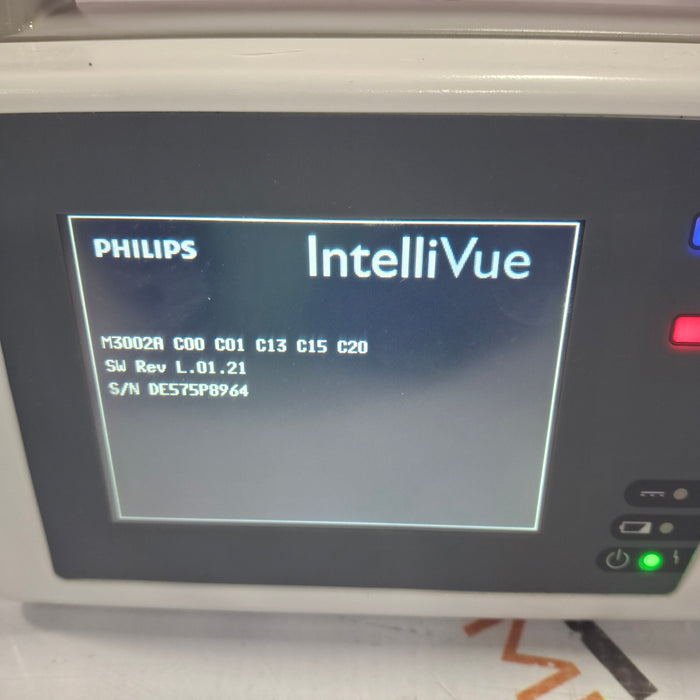 PHILIPS IntelliVue
M3002A C00 C01 C13 C15 C20
SW Rev L.01.21
S/N DE575P8964